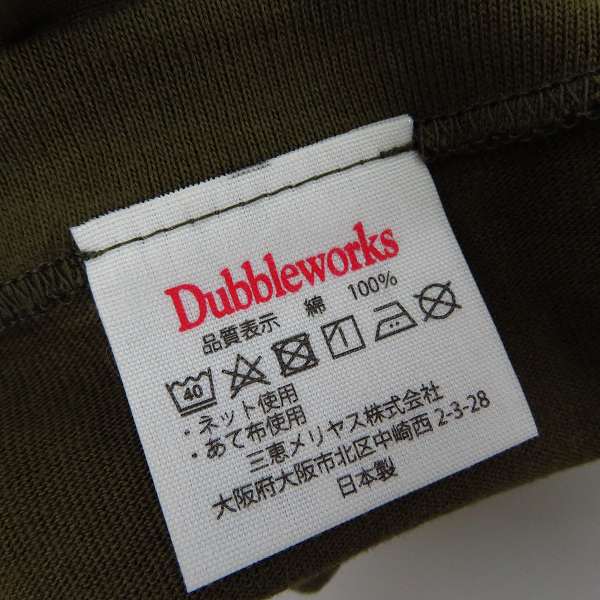 Dubbleworks
品質表示 綿 100%
40
・ネット使用
・あて布使用
三恵メリヤス株式会社
大阪府大阪市北区中崎西 2-3-28
日本製